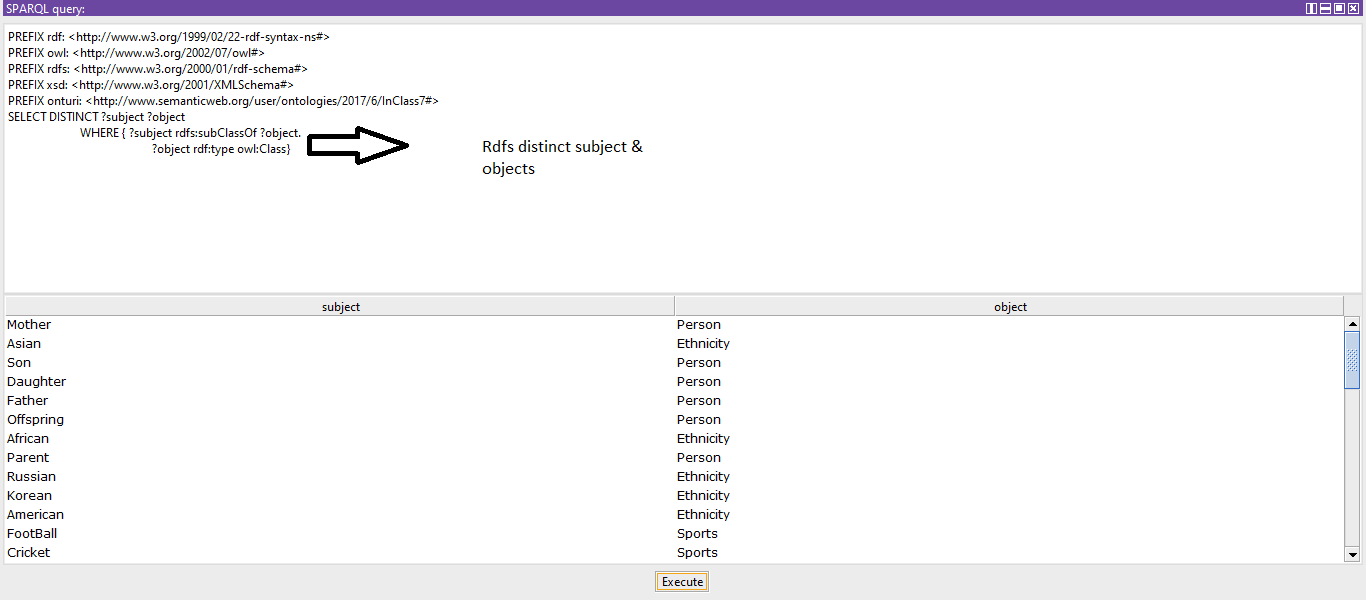 SPARQL query:
PREFIX rdf: <http://www.w3.org/1999/02/22-rdf-syntax-ns#>
PREFIX owl: <http://www.w3.org/2002/07/owl#>
PREFIX rdfs: <http://www.w3.org/2000/01/rdf-schema#>
PREFIX xsd: <http://www.w3.org/2001/XMLSchema#>
PREFIX onturi: <http://www.semanticweb.org/user/ontologies/2017/6/InClass7#>
SELECT DISTINCT ?subject ?object
WHERE { ?subject rdfs:subClassOf ?object.
?object rdf:type owl:Class}
Rdfs distinct subject &
objects
subject object
Mother Person
Asian Ethnicity
Son Person
Daughter Person
Father Person
Offspring Person
African Ethnicity
Parent Person
Russian Ethnicity
Korean Ethnicity
American Ethnicity
FootBall Sports
Cricket Sports
Execute